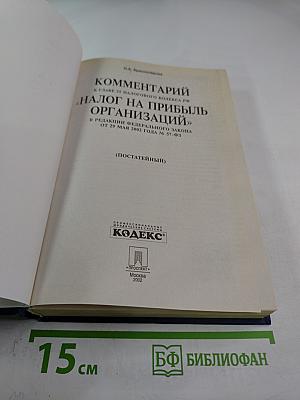 КОММЕНТАРИЙ
К ГЛАВЕ 25 НАЛОГОВОГО КОДЕКСА РФ
«НАЛОГ НА ПРИБЫЛЬ
ОРГАНИЗАЦИЙ»
В РЕДАКЦИИ ФЕДЕРАЛЬНОГО ЗАКОНА
ОТ 29 МАЯ 2002 ГОДА № 57-ФЗ
(ПОСТАТЕЙНЫЙ)
КОДЕКС
Проспект
Москва
2002
15 см
БФ БИБЛИОФАН